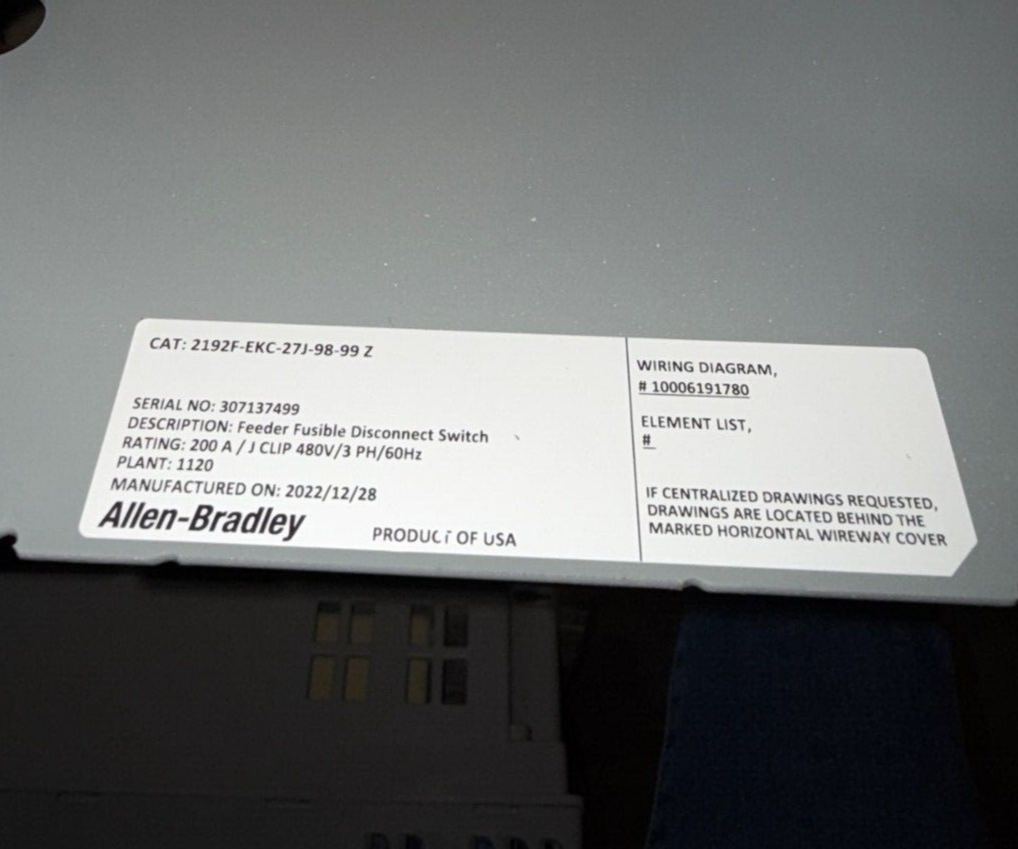 CAT: 2192F-EKC-27J-98-99 Z
SERIAL NO: 307137499
DESCRIPTION: Feeder Fusible Disconnect Switch
RATING: 200 A / J CLIP 480V/3 PH/60Hz
PLANT: 1120
MANUFACTURED ON: 2022/12/28
Allen-Bradley
PRODUCT OF USA
WIRING DIAGRAM,
# 10006191780
ELEMENT LIST,
#
IF CENTRALIZED DRAWINGS REQUESTED,
DRAWINGS ARE LOCATED BEHIND THE
MARKED HORIZONTAL WIREWAY COVER